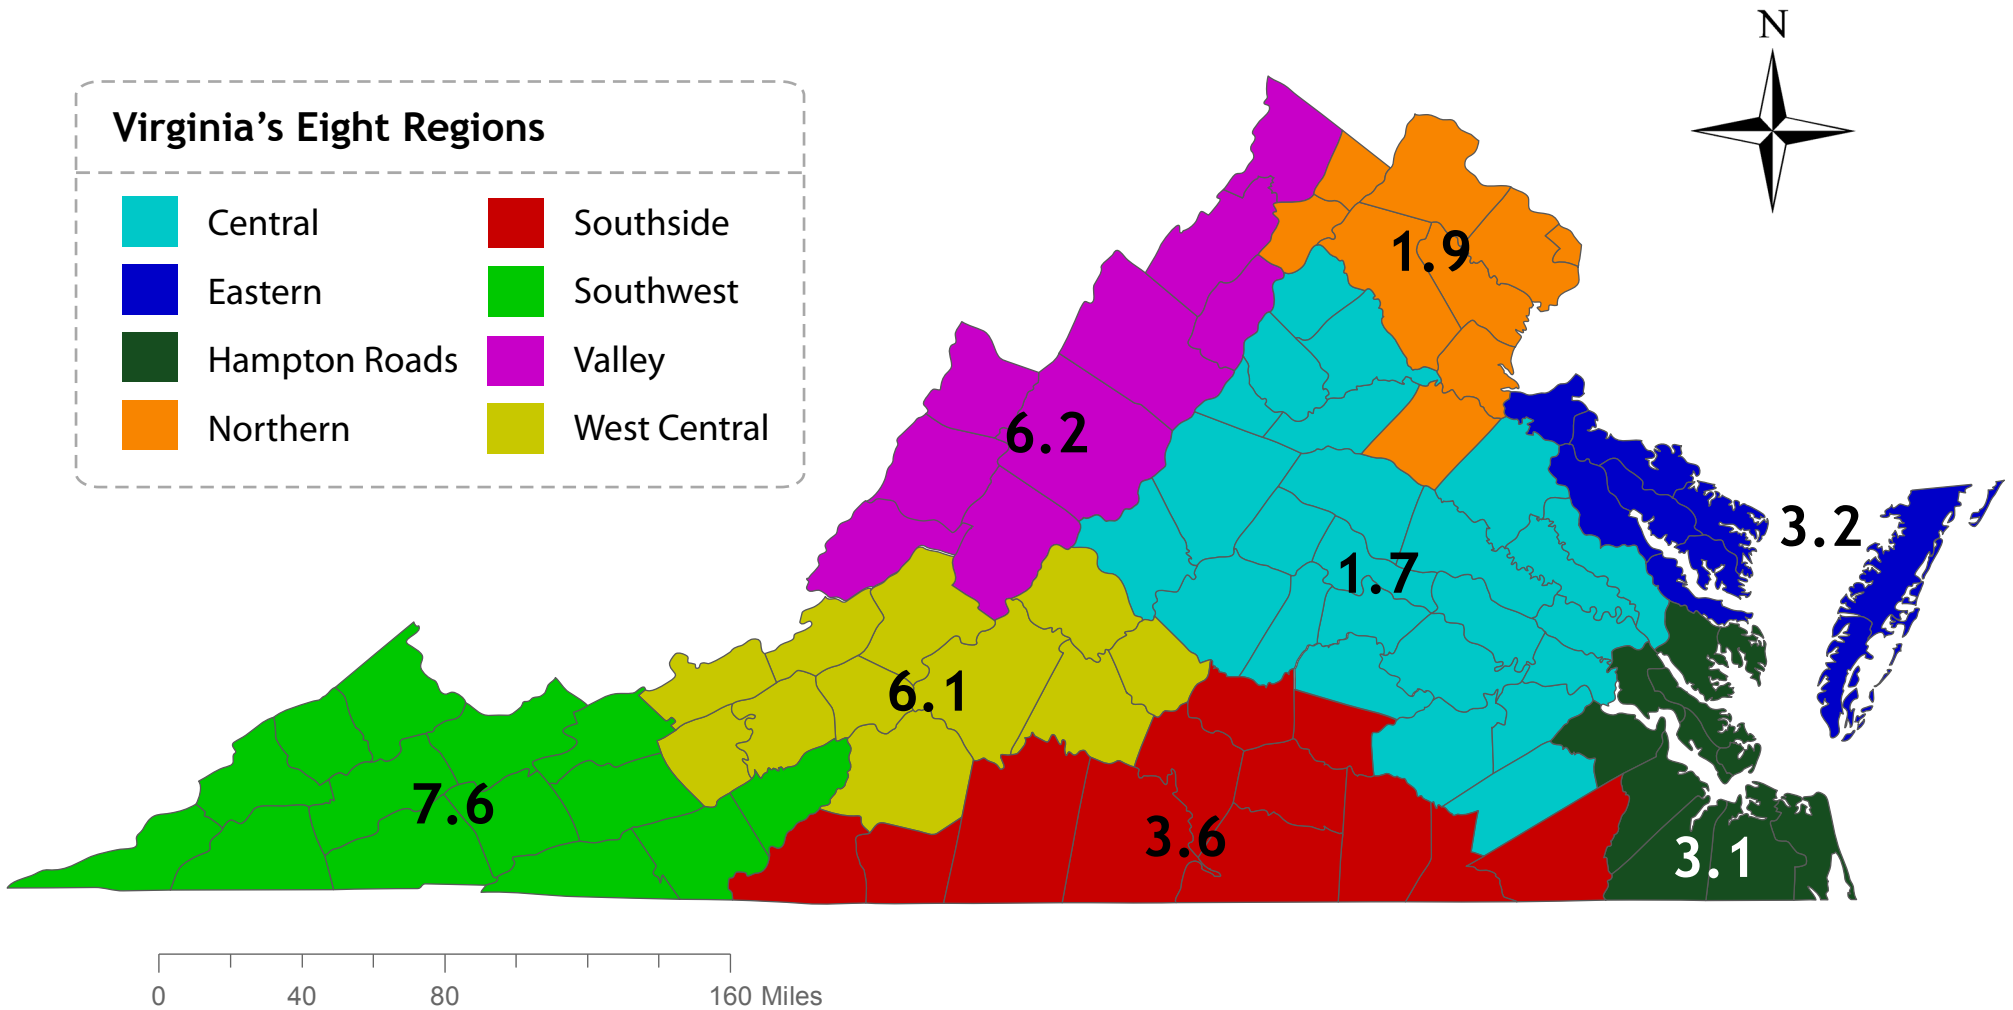 N
Virginia’s Eight Regions
Central
Southside
Eastern
Southwest
Hampton Roads
Valley
Northern
West Central
1.9
6.2
3.2
1.7
6.1
7.6
3.6
3.1
0 40 80 160 Miles